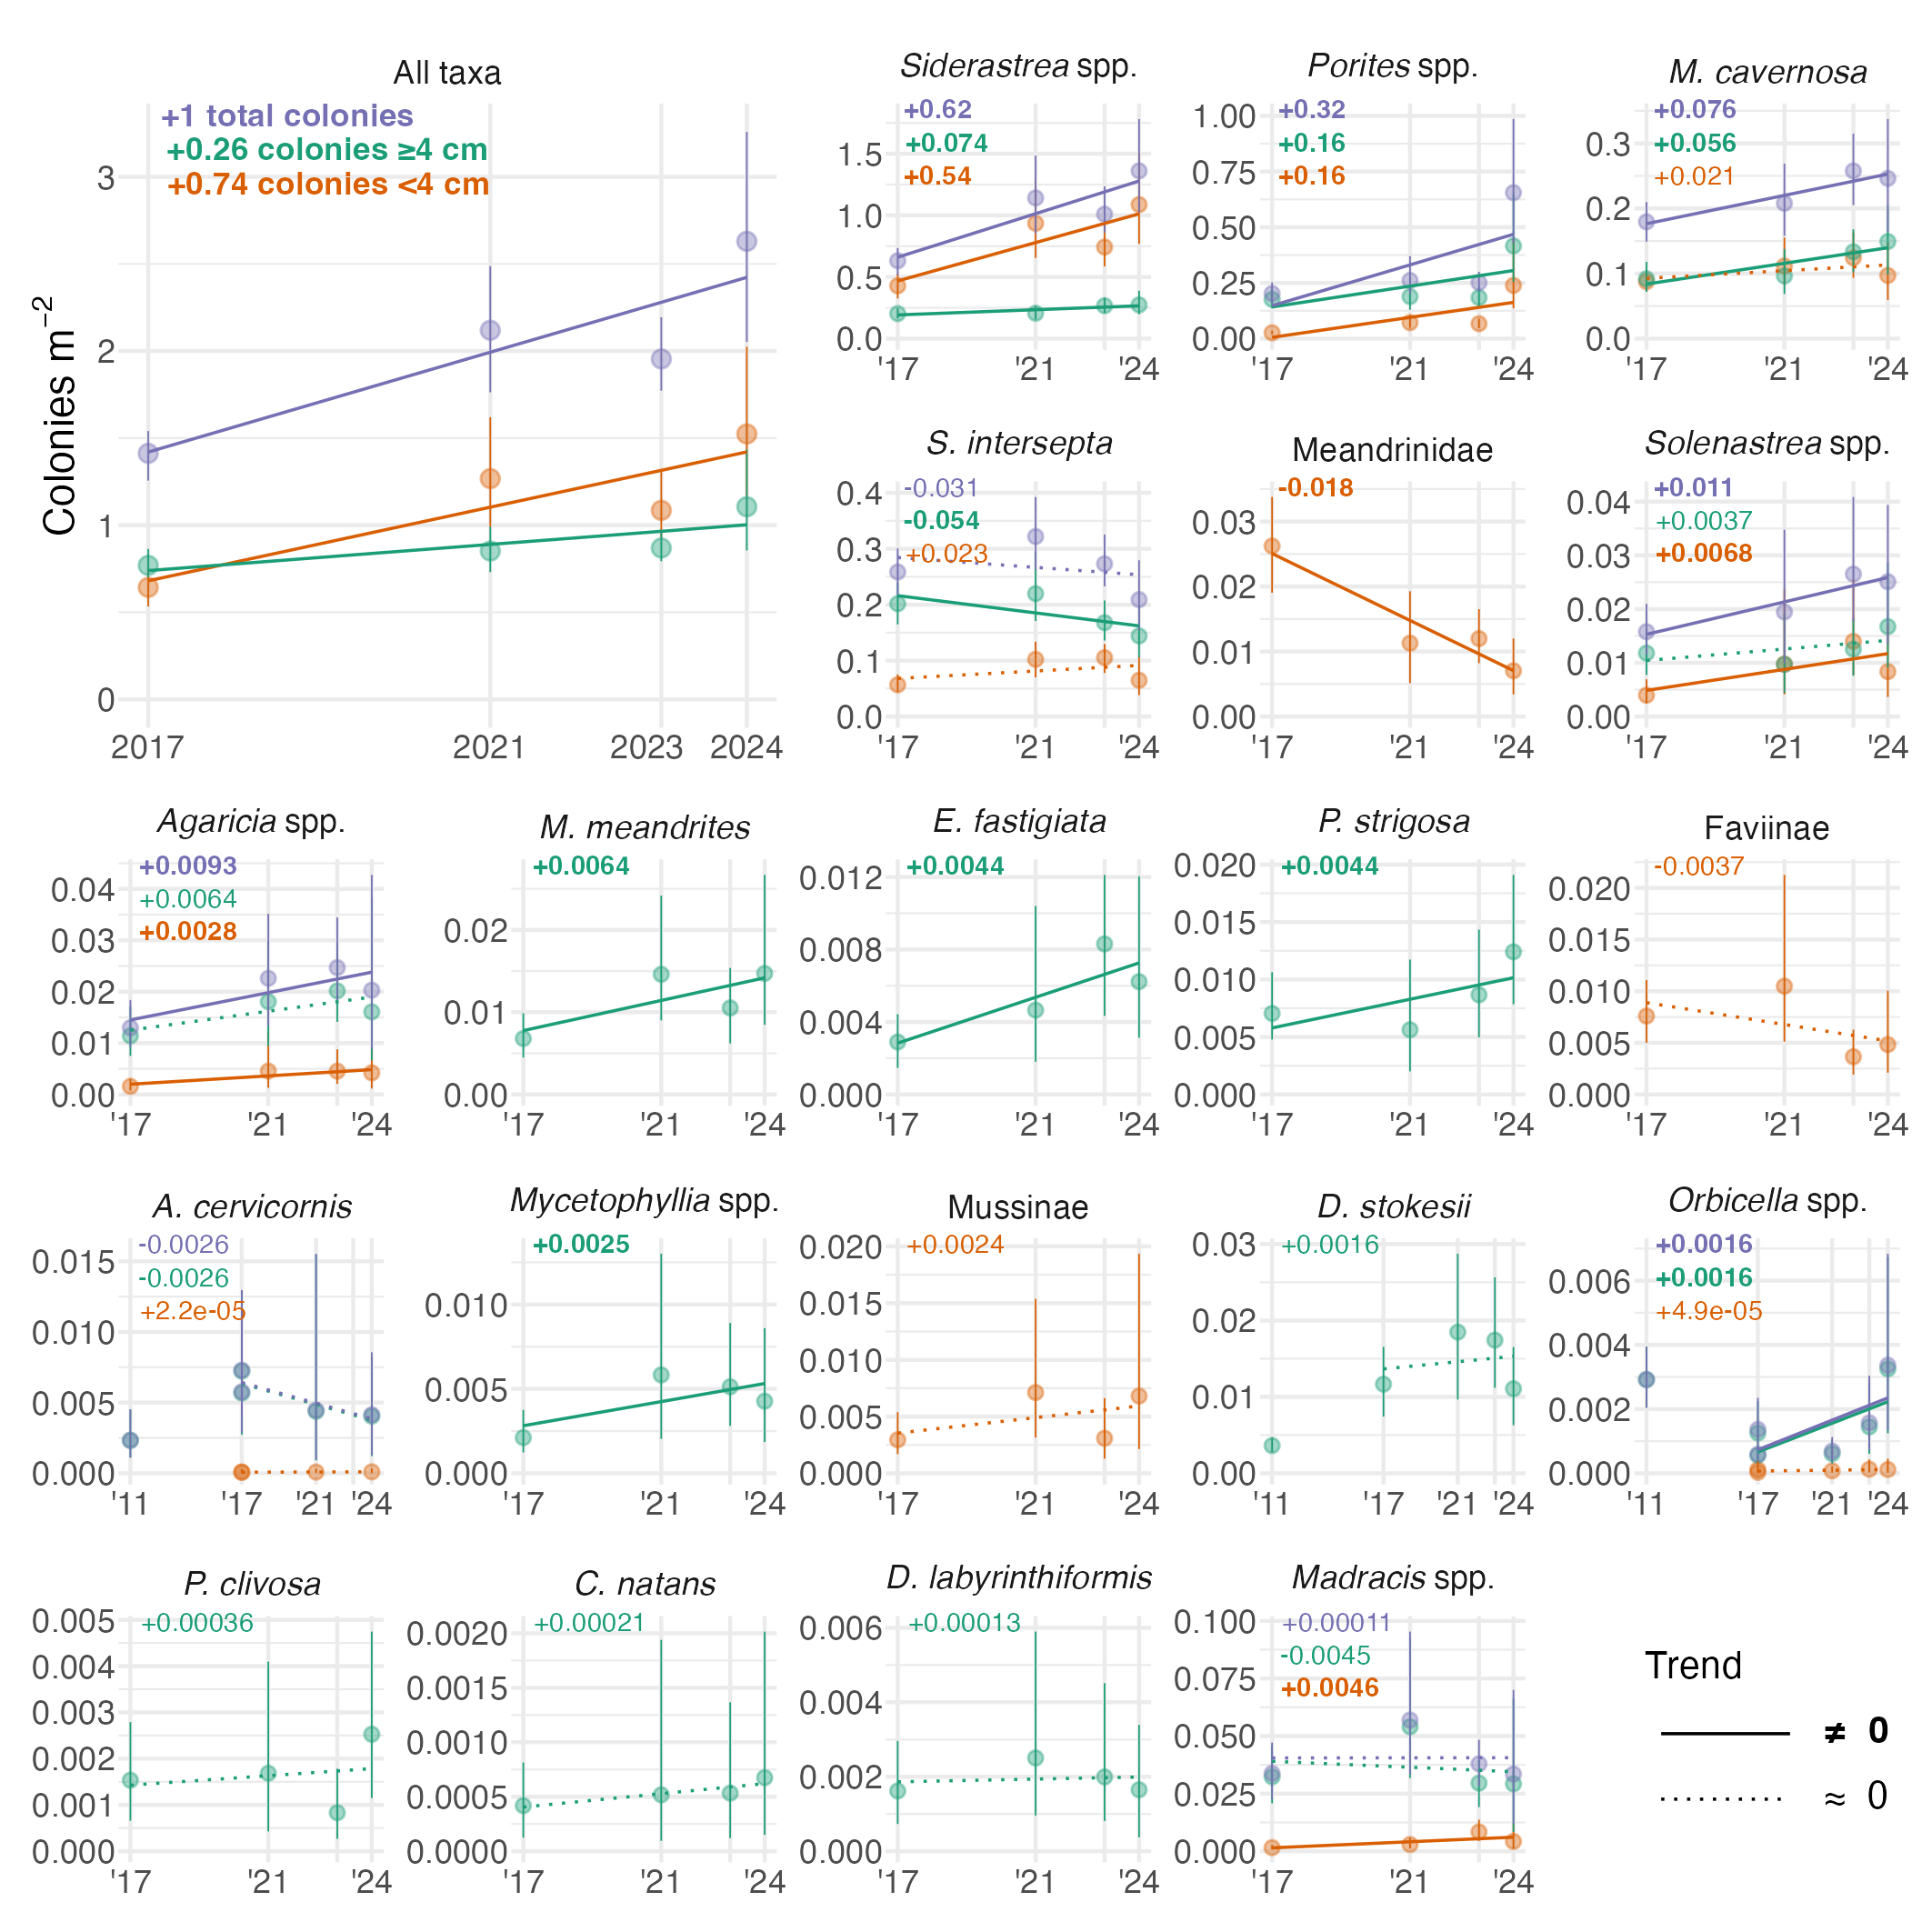 All taxa
+1 total colonies
+0.26 colonies ≥4 cm
+0.74 colonies <4 cm
Colonies m⁻²
3
2
1
0
2017 2021 2023 2024
Siderastrea spp.
+0.62
+0.074
+0.54
1.5
1.0
0.5
0.0
'17 '21 '24
Porites spp.
+0.32
+0.16
+0.16
1.00
0.75
0.50
0.25
0.00
'17 '21 '24
M. cavernosa
+0.076
+0.056
+0.021
0.3
0.2
0.1
0.0
'17 '21 '24
S. intersepta
-0.031
-0.054
+0.023
0.4
0.3
0.2
0.1
0.0
'17 '21 '24
Meandrinidae
-0.018
0.03
0.02
0.01
0.00
'17 '21 '24
Solenastrea spp.
+0.011
+0.0037
+0.0068
0.04
0.03
0.02
0.01
0.00
'17 '21 '24
Agaricia spp.
+0.0093
+0.0064
+0.0028
0.04
0.03
0.02
0.01
0.00
'17 '21 '24
M. meandrites
+0.0064
0.02
0.01
0.00
'17 '21 '24
E. fastigiata
+0.0044
0.012
0.008
0.004
0.000
'17 '21 '24
P. strigosa
+0.0044
0.020
0.015
0.010
0.005
0.000
'17 '21 '24
Faviinae
-0.0037
0.020
0.015
0.010
0.005
0.000
'17 '21 '24
A. cervicornis
-0.0026
-0.0026
+2.2e-05
0.015
0.010
0.005
0.000
'11 '17 '21 '24
Mycetophyllia spp.
+0.0025
0.010
0.005
0.000
'17 '21 '24
Mussinae
+0.0024
0.020
0.015
0.010
0.005
0.000
'17 '21 '24
D. stokesii
+0.0016
0.03
0.02
0.01
0.00
'11 '17 '21 '24
Orbicella spp.
+0.0016
+0.0016
+4.9e-05
0.006
0.004
0.002
0.000
'11 '17 '21 '24
P. clivosa
+0.00036
0.005
0.004
0.003
0.002
0.001
0.000
'17 '21 '24
C. natans
+0.00021
0.0020
0.0015
0.0010
0.0005
0.0000
'17 '21 '24
D. labyrinthiformis
+0.00013
0.006
0.004
0.002
0.000
'17 '21 '24
Madracis spp.
+0.00011
-0.0045
+0.0046
0.100
0.075
0.050
0.025
0.000
'17 '21 '24
Trend
≠ 0
≈ 0